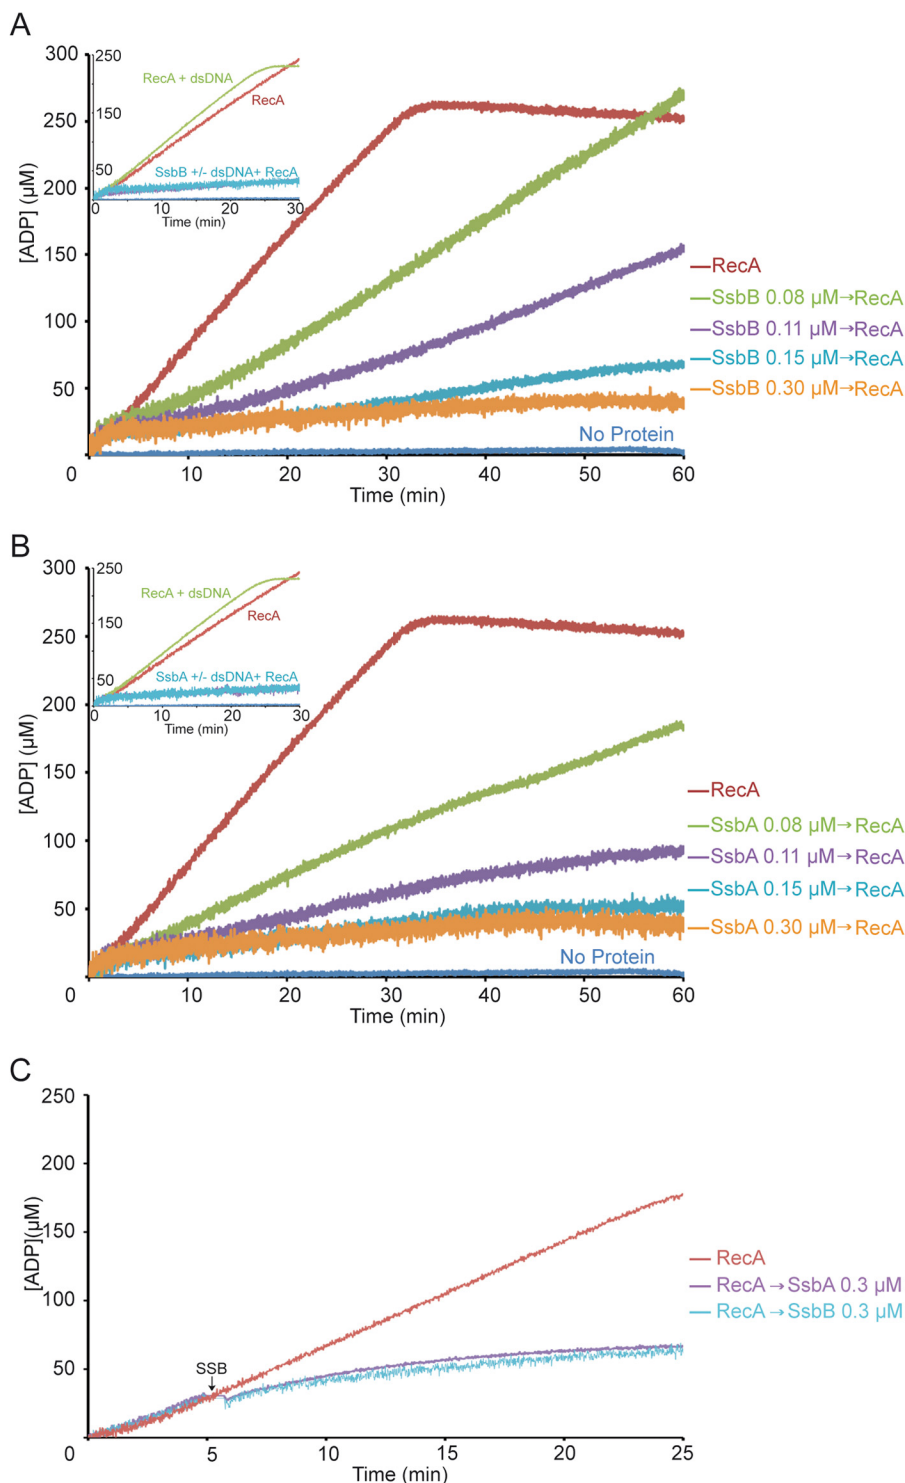 A
300
250
200
150
100
50
0
10
20
30
40
50
60
[ADP] (µM)
Time (min)
250
150
50
0
10
20
30
Time (min)
RecA + dsDNA
RecA
SsbB +/- dsDNA+ RecA
RecA
SsbB 0.08 µM→RecA
SsbB 0.11 µM→RecA
SsbB 0.15 µM→RecA
SsbB 0.30 µM→RecA
No Protein
B
300
250
200
150
100
50
0
10
20
30
40
50
60
[ADP] (µM)
Time (min)
250
150
50
0
10
20
30
Time (min)
RecA + dsDNA
RecA
SsbA +/- dsDNA+ RecA
RecA
SsbA 0.08 µM→RecA
SsbA 0.11 µM→RecA
SsbA 0.15 µM→RecA
SsbA 0.30 µM→RecA
No Protein
C
250
200
150
100
50
0
5
10
15
20
25
[ADP](µM)
Time (min)
SSB
RecA
RecA→SsbA 0.3 µM
RecA→SsbB 0.3 µM